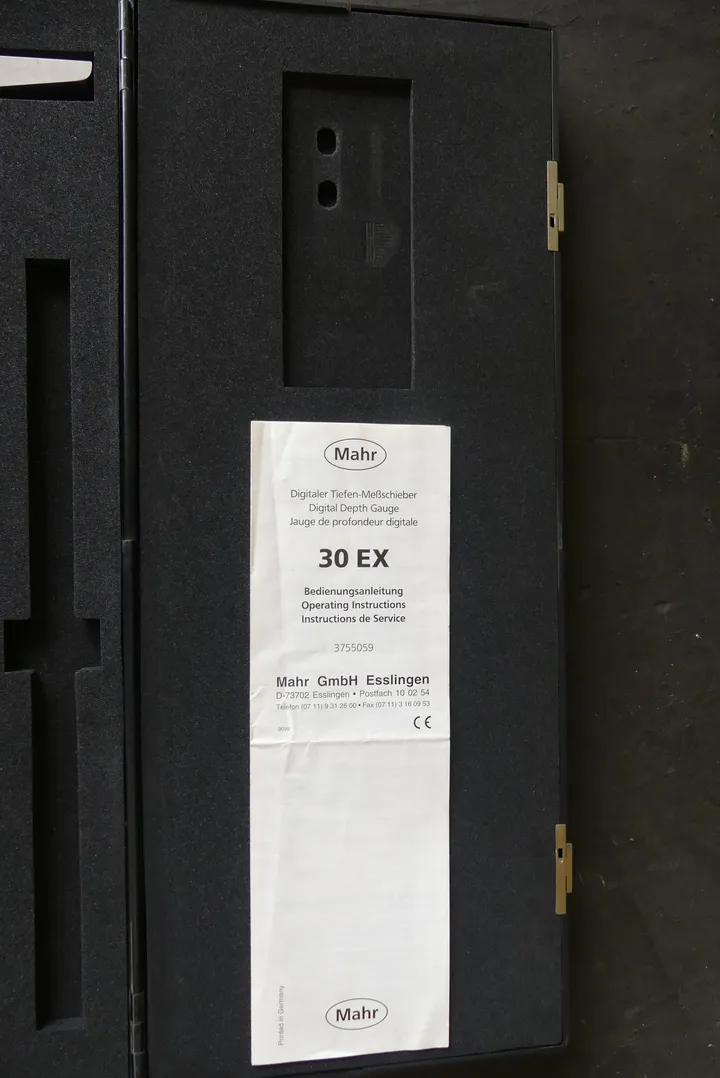 Mahr
Digitaler Tiefen-Meßschieber
Digital Depth Gauge
Jauge de profondeur digitale
30 EX
Bedienungsanleitung
Operating Instructions
Instructions de Service
3755059
Mahr GmbH Esslingen
D-73702 Esslingen • Postfach 10 02 54
Telefon (07 11) 9 31 26 00 • Fax (07 11) 3 16 09 53
CE
Printed in Germany
Mahr